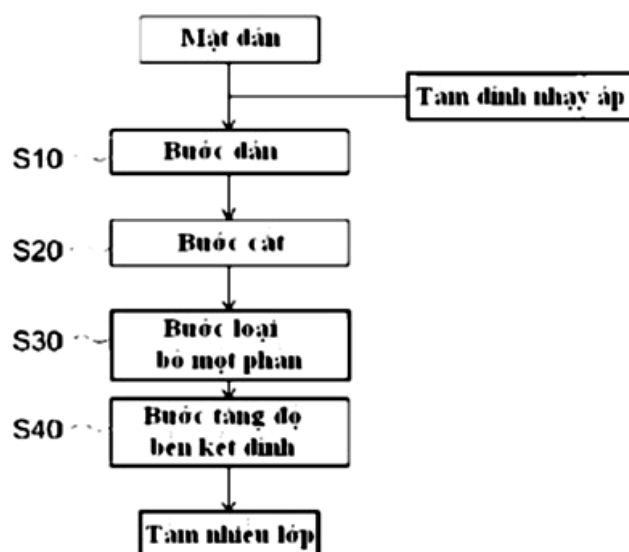 Mặt dán
Tấm dính nhạy áp
S10
Bước dán
S20
Bước cắt
S30
Bước loại
bỏ một phần
S40
Bước tăng độ
bền kết dính
Tấm nhiều lớp